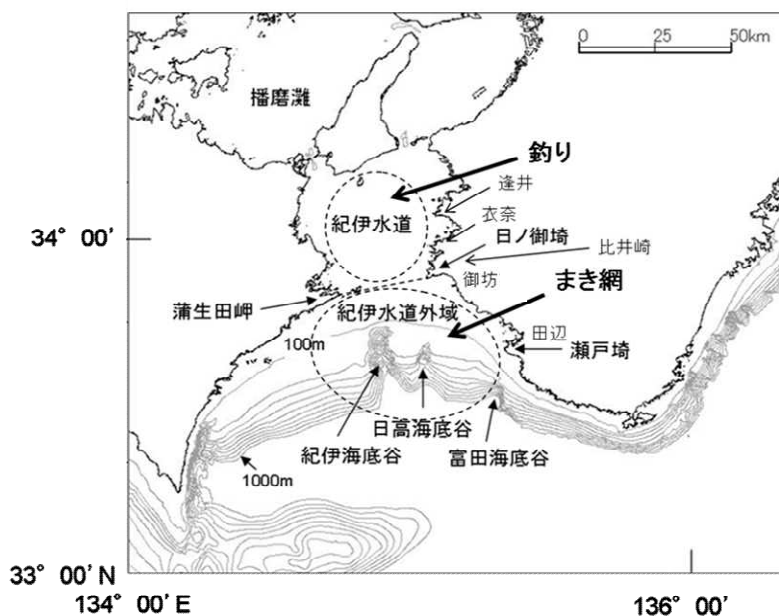 0 25 50km
播磨灘
釣り
逢井
紀伊水道
衣奈
34° 00′
日ノ御埼
比井崎
御坊
まき網
蒲生田岬
紀伊水道外域
100m
田辺
瀬戸埼
日高海底谷
紀伊海底谷
富田海底谷
1000m
33° 00′N
134° 00′E
136° 00′